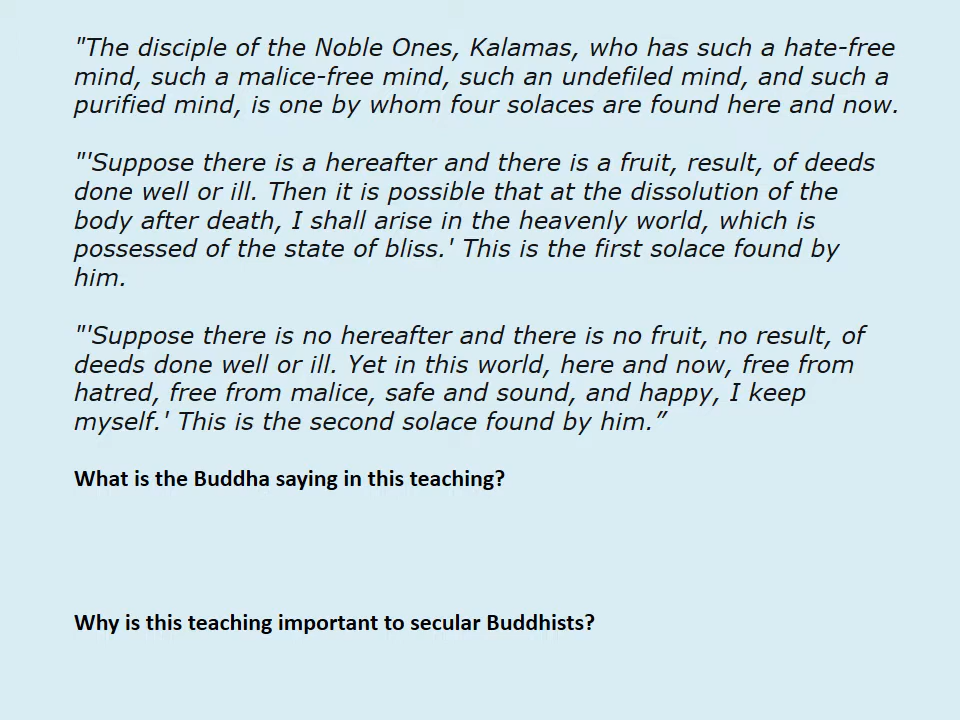 "The disciple of the Noble Ones, Kalamas, who has such a hate-free
mind, such a malice-free mind, such an undefiled mind, and such a
purified mind, is one by whom four solaces are found here and now.
"'Suppose there is a hereafter and there is a fruit, result, of deeds
done well or ill. Then it is possible that at the dissolution of the
body after death, I shall arise in the heavenly world, which is
possessed of the state of bliss.' This is the first solace found by
him.
"'Suppose there is no hereafter and there is no fruit, no result, of
deeds done well or ill. Yet in this world, here and now, free from
hatred, free from malice, safe and sound, and happy, I keep
myself.' This is the second solace found by him.”
What is the Buddha saying in this teaching?
Why is this teaching important to secular Buddhists?